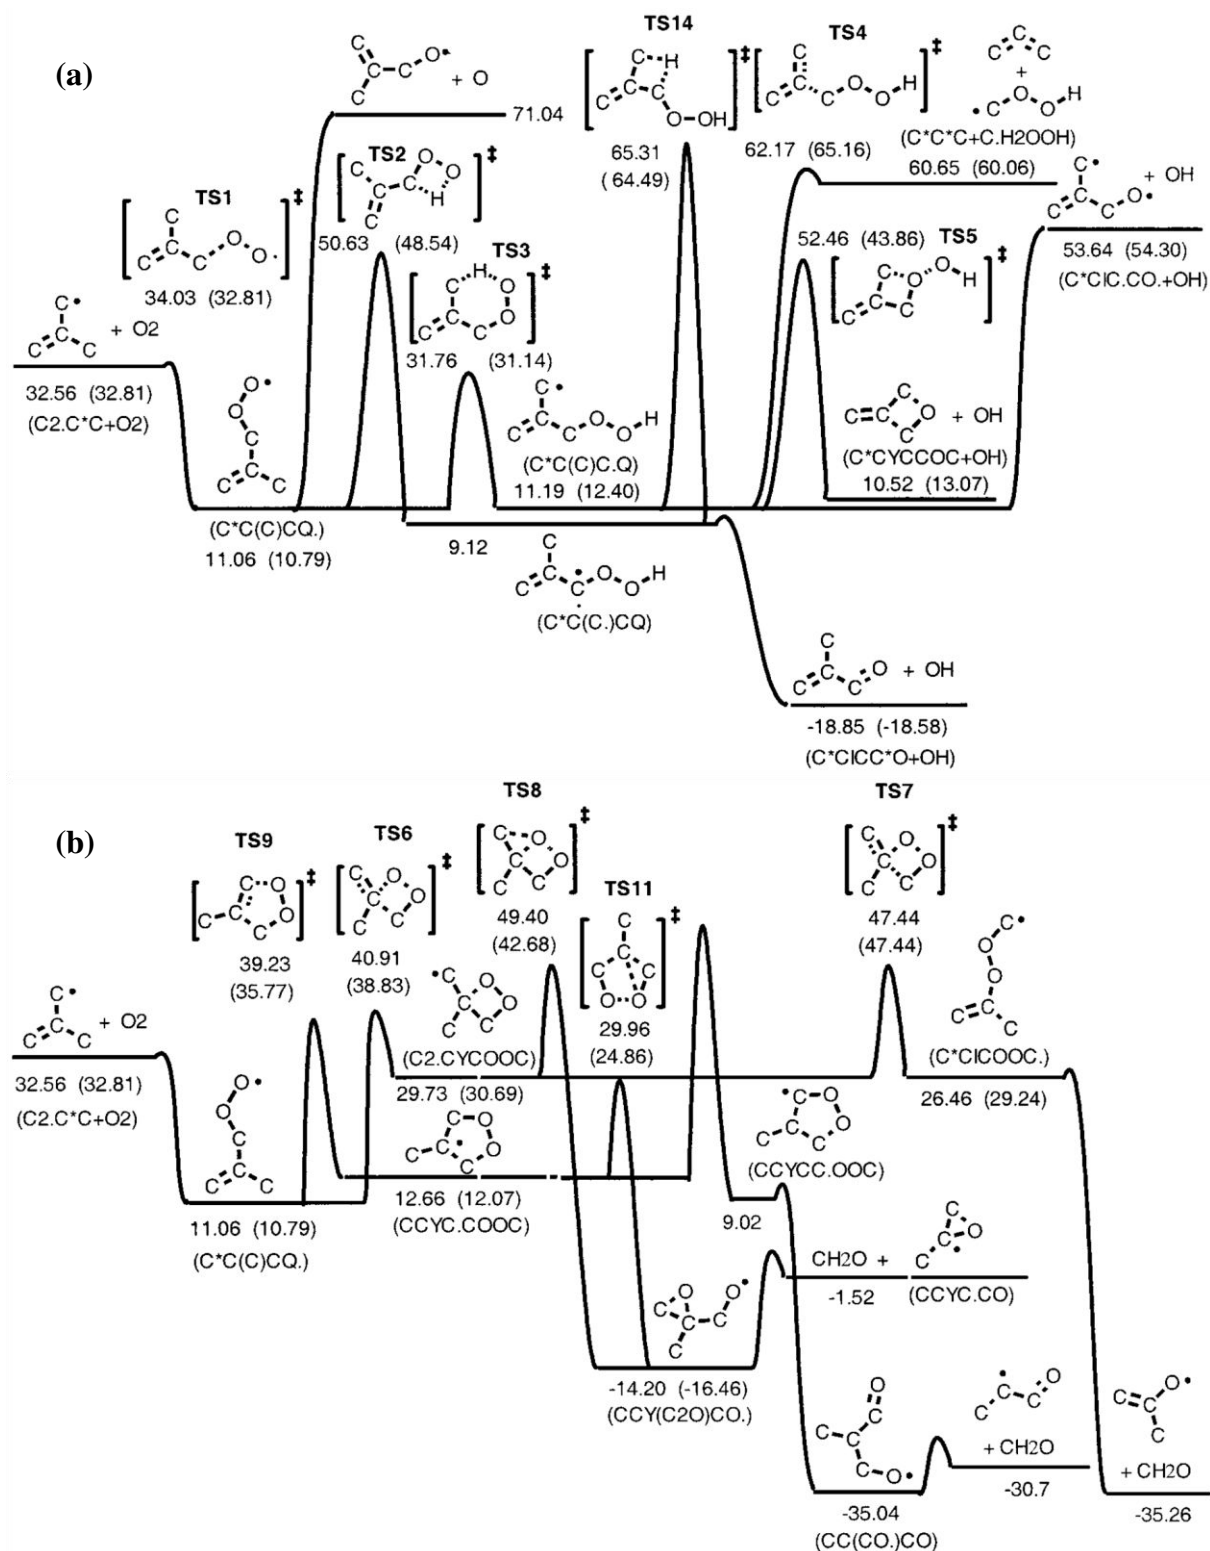 (a)
TS14
TS4
+ O
71.04
+
TS2
65.31
( 64.49)
62.17 (65.16)
(C*C*C+C.H2OOH)
60.65 (60.06)
+ OH
TS1
50.63 (48.54)
TS3
52.46 (43.86) TS5
53.64 (54.30)
(C*CIC.CO.+OH)
34.03 (32.81)
+ O2
31.76 (31.14)
32.56 (32.81)
(C2.C*C+O2)
+ OH
(C*C(C)C.Q)
11.19 (12.40)
(C*CYCCOC+OH)
10.52 (13.07)
(C*C(C)CQ.)
11.06 (10.79)
9.12
(C*C(C.)CQ)
+ OH
-18.85 (-18.58)
(C*CICC*O+OH)
(b)
TS8
TS7
TS9
TS6
TS11
49.40
(42.68)
47.44
(47.44)
39.23
(35.77)
40.91
(38.83)
+ O2
29.96
(24.86)
(C2.CYCOOC)
(C*CICOOC.)
32.56 (32.81)
(C2.C*C+O2)
29.73 (30.69)
26.46 (29.24)
(CCYCC.OOC)
11.06 (10.79)
(C*C(C)CQ.)
12.66 (12.07)
(CCYC.COOC)
9.02
CH2O +
-1.52
(CCYC.CO)
-14.20 (-16.46)
(CCY(C2O)CO.)
+ CH2O
-30.7
+ CH2O
-35.26
-35.04
(CC(CO.)CO)